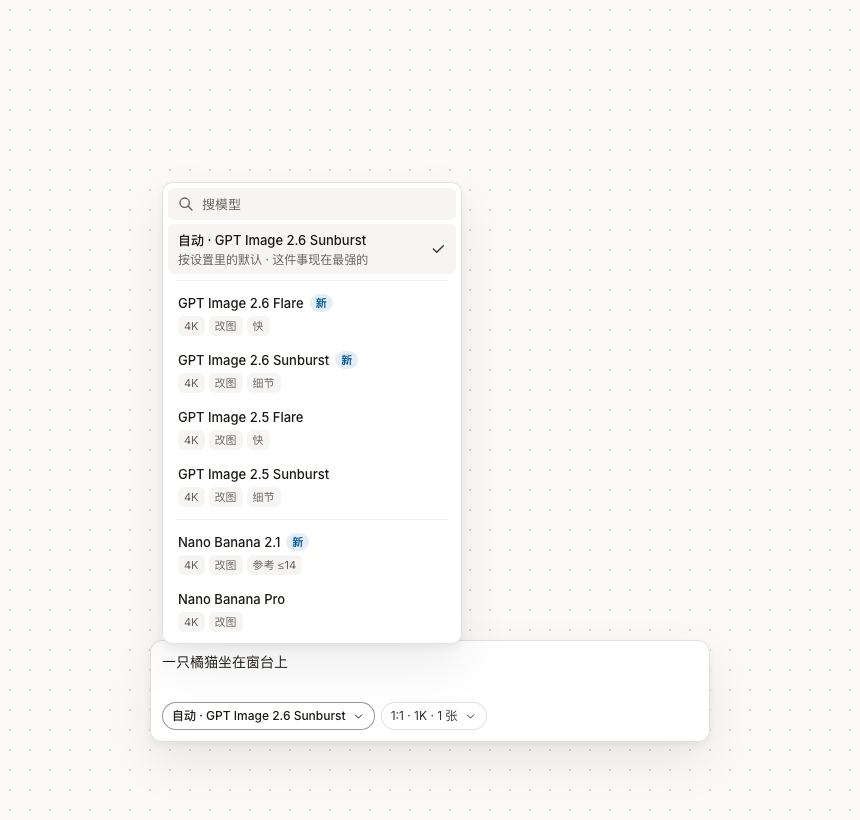 搜模型
自动 · GPT Image 2.6 Sunburst
按设置里的默认 · 这件事现在最强的
GPT Image 2.6 Flare 新
4K 改图 快
GPT Image 2.6 Sunburst 新
4K 改图 细节
GPT Image 2.5 Flare
4K 改图 快
GPT Image 2.5 Sunburst
4K 改图 细节
Nano Banana 2.1 新
4K 改图 参考 ≤14
Nano Banana Pro
4K 改图
一只橘猫坐在窗台上
自动 · GPT Image 2.6 Sunburst 1:1 · 1K · 1 张